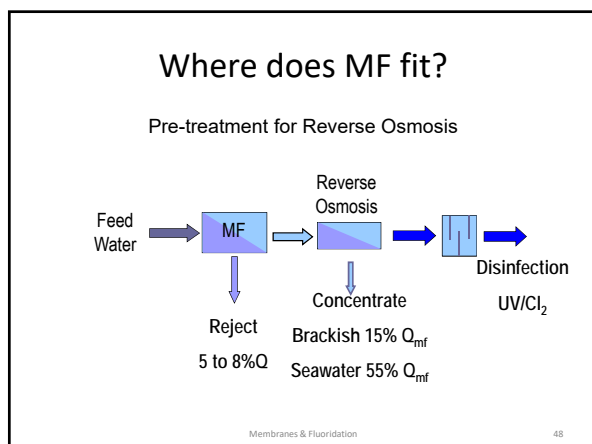 Where does MF fit?
Pre-treatment for Reverse Osmosis
Feed
Water
MF
Reverse
Osmosis
Disinfection
UV/Cl₂
Reject
5 to 8%Q
Concentrate
Brackish 15% Qmf
Seawater 55% Qmf
Membranes & Fluoridation
48